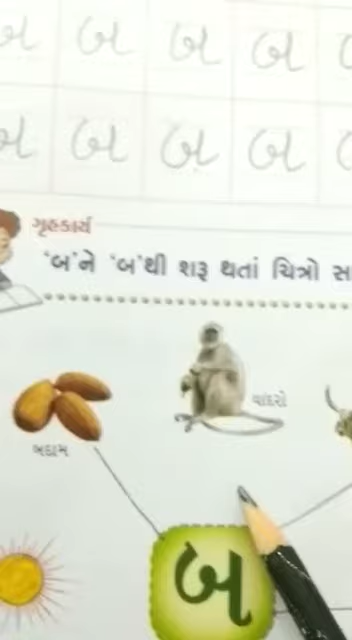 બ બ બ બ
બ બ બ બ
ગૃહકાર્ય
‘બ’ને ‘બ’થી શરૂ થતાં ચિત્રો
વાંદરો
બદામ
બ